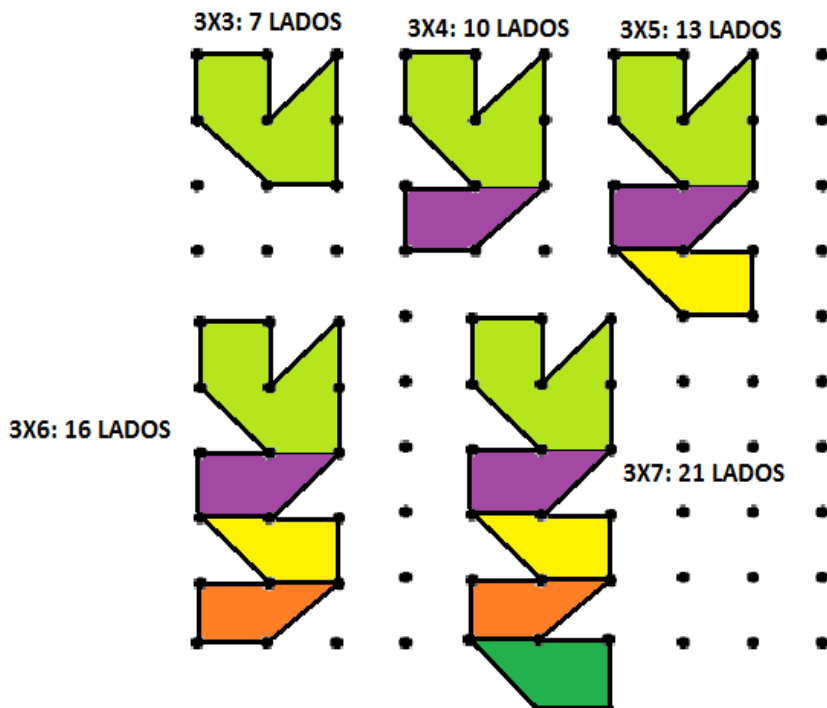 3X3: 7 LADOS
3X4: 10 LADOS
3X5: 13 LADOS
3X6: 16 LADOS
3X7: 21 LADOS